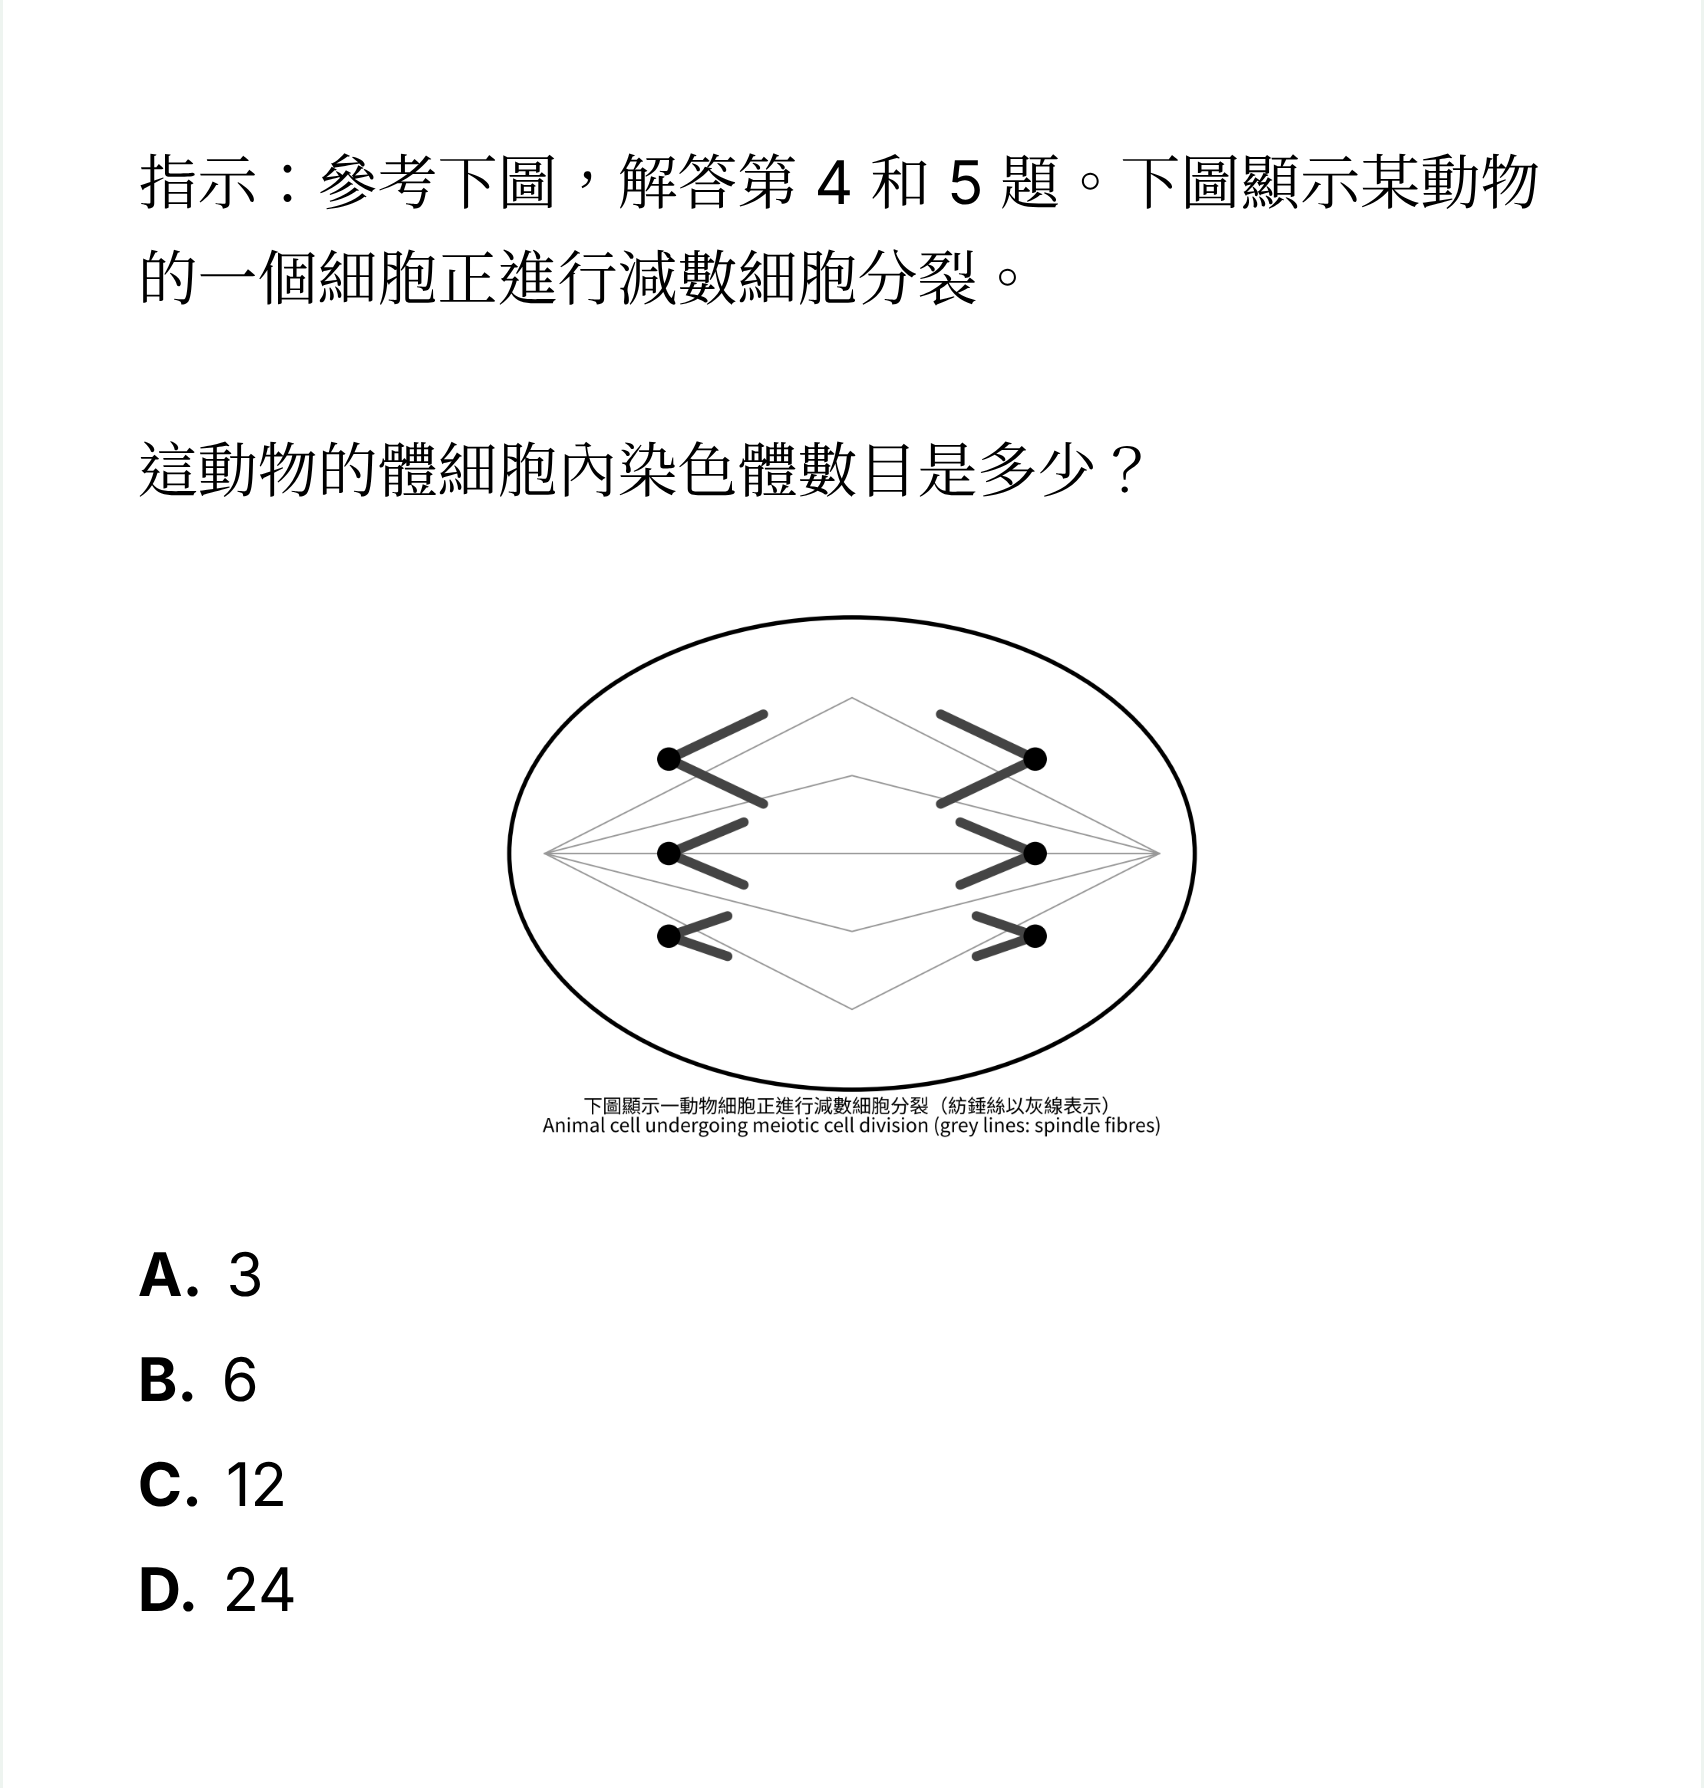 指示：參考下圖，解答第 4 和 5 題。下圖顯示某動物
的一個細胞正進行減數細胞分裂。
這動物的體細胞內染色體數目是多少？
下圖顯示一動物細胞正進行減數細胞分裂（紡錘絲以灰線表示）
Animal cell undergoing meiotic cell division (grey lines: spindle fibres)
A. 3
B. 6
C. 12
D. 24